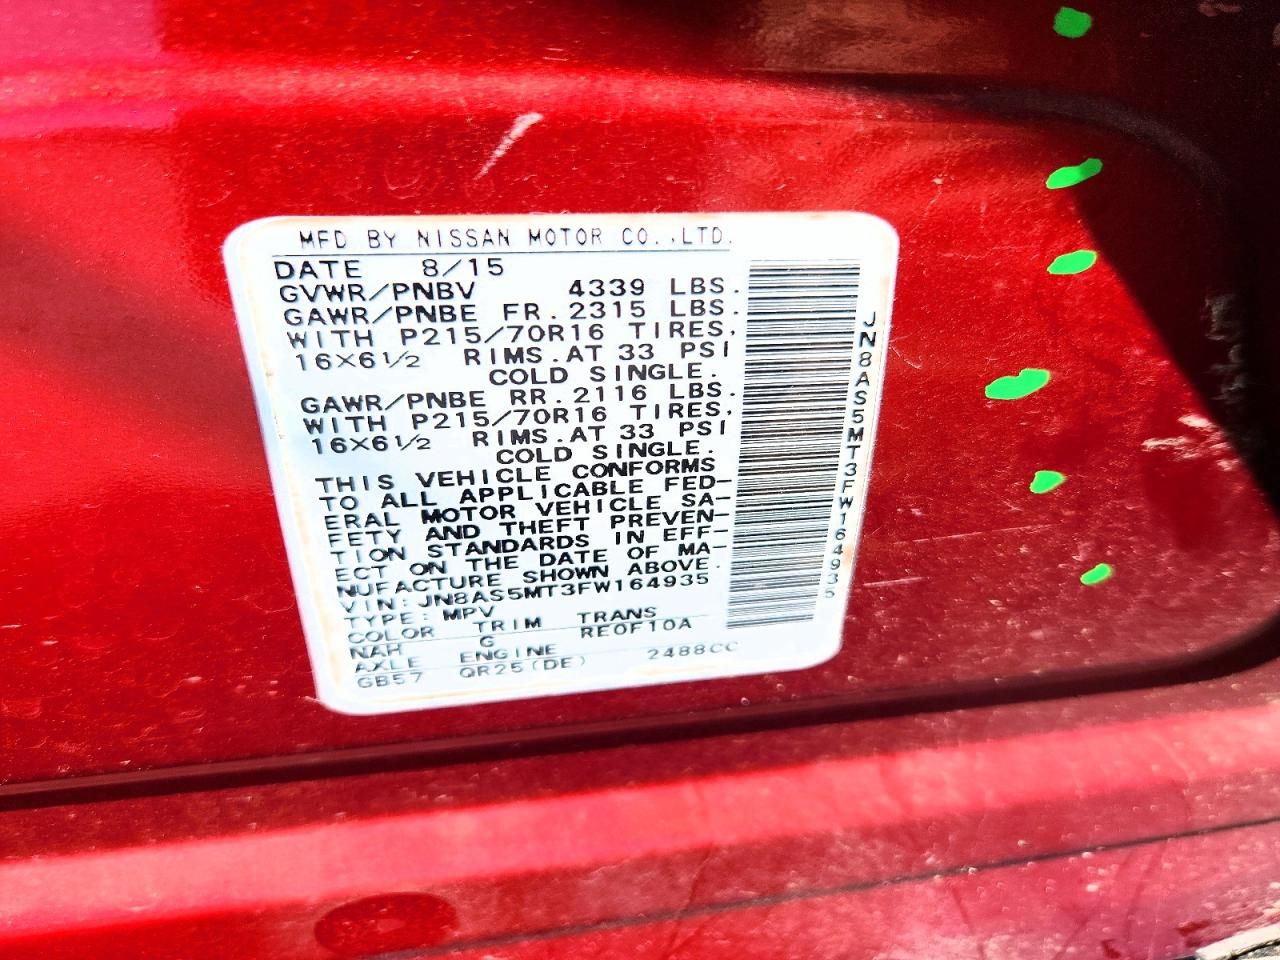 MFD BY NISSAN MOTOR CO.,LTD.
DATE 8/15
GVWR/PNBV 4339 LBS.
GAWR/PNBE FR.2315 LBS.
WITH P215/70R16 TIRES,
16X6½ RIMS.AT 33 PSI
COLD SINGLE.
GAWR/PNBE RR.2116 LBS.
WITH P215/70R16 TIRES,
16X6½ RIMS.AT 33 PSI
COLD SINGLE.
THIS VEHICLE CONFORMS
TO ALL APPLICABLE FED-
ERAL MOTOR VEHICLE SA-
FETY AND THEFT PREVEN-
TION STANDARDS IN EFF-
ECT ON THE DATE OF MA-
NUFACTURE SHOWN ABOVE.
VIN: JN8AS5MT3FW164935
TYPE: MPV
COLOR TRIM TRANS
NAH G RE0F10A
AXLE ENGINE
GB57 QR25(DE) 2488CC
JN8AS5MT3FW164935